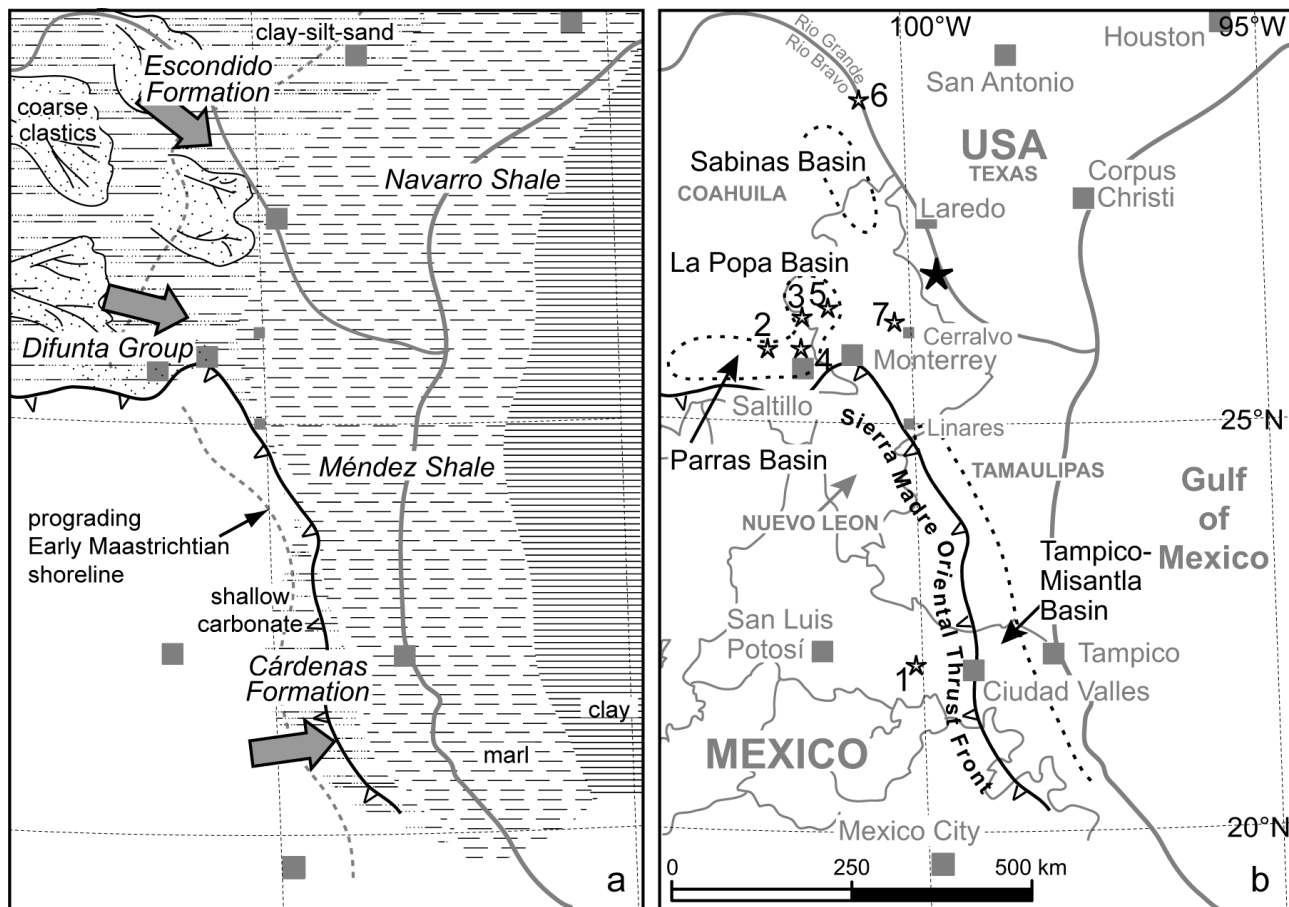 clay-silt-sand
Escondido
Formation
coarse
clastics
Navarro Shale
Difunta Group
Méndez Shale
prograding
Early Maastrichtian
shoreline
shallow
carbonate
Cárdenas
Formation
clay
marl
a
100°W
95°W
Houston
Rio Grande
Rio Bravo
San Antonio
6
USA
TEXAS
Sabinas Basin
COAHUILA
Corpus
Christi
Laredo
La Popa Basin
3
5
2
7
Cerralvo
4
Monterrey
Saltillo
25°N
Linares
Parras Basin
Sierra Madre Oriental Thrust Front
TAMAULIPAS
Gulf
of
Mexico
NUEVO LEON
Tampico-
Misantla
Basin
San Luis
Potosí
Tampico
1
Ciudad Valles
MEXICO
20°N
Mexico City
0
250
500 km
b